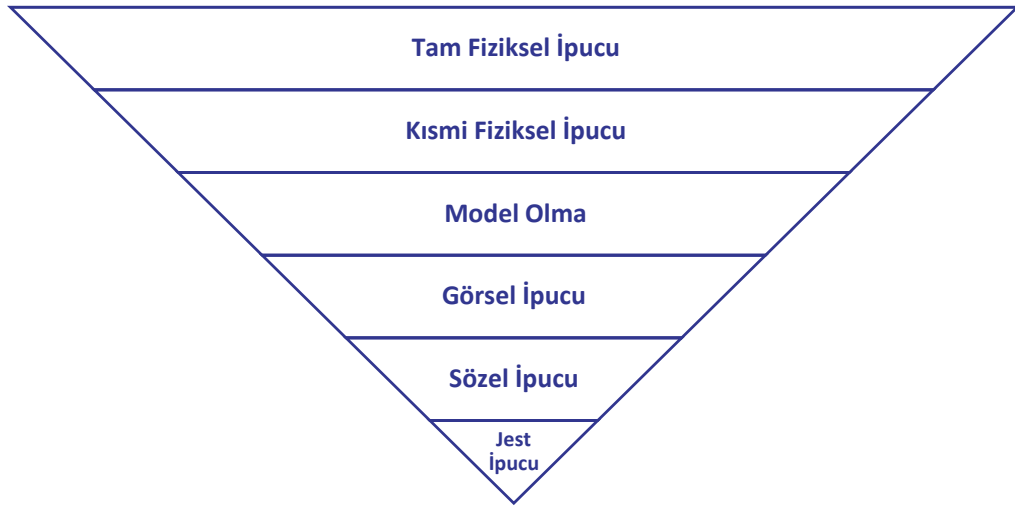 Tam Fiziksel İpucu
Kısmi Fiziksel İpucu
Model Olma
Görsel İpucu
Sözel İpucu
Jest
İpucu